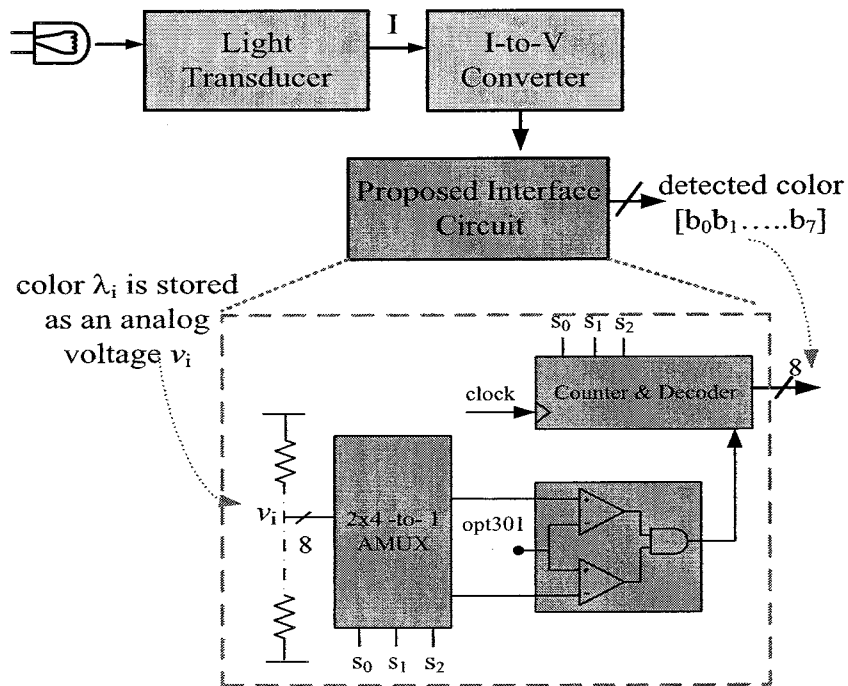 Light
Transducer
I
I-to-V
Converter
Proposed Interface
Circuit
detected color
[b₀b₁.....b₇]
color λᵢ is stored
as an analog
voltage vᵢ
s₀ s₁ s₂
clock
Counter & Decoder
8
vᵢ
8
2x4 -to- 1
AMUX
opt301
+
-
+
-
s₀ s₁ s₂